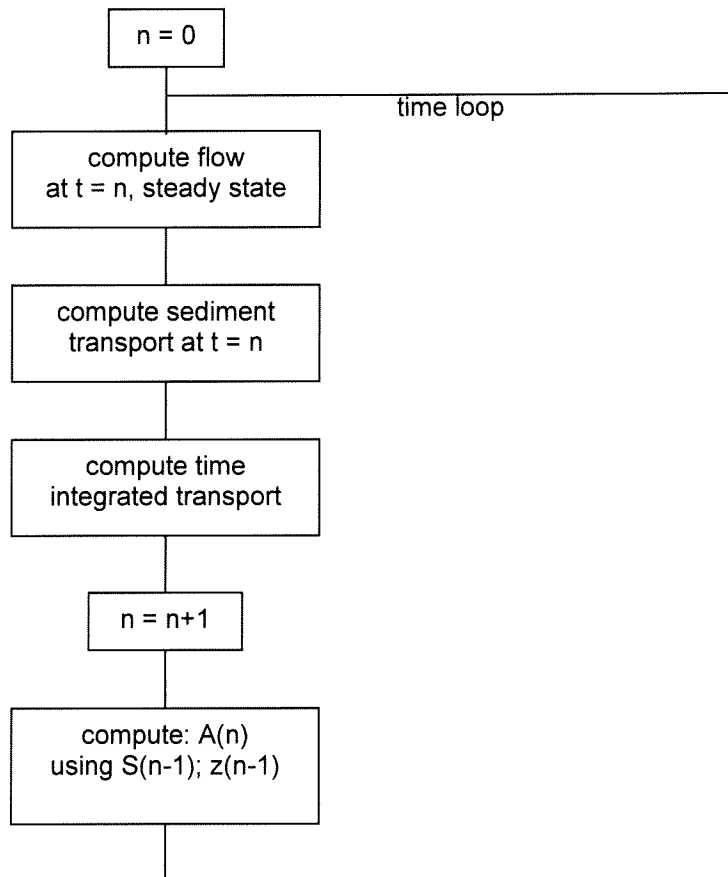 n = 0
time loop
compute flow
at t = n, steady state
compute sediment
transport at t = n
compute time
integrated transport
n = n+1
compute: A(n)
using S(n-1); z(n-1)